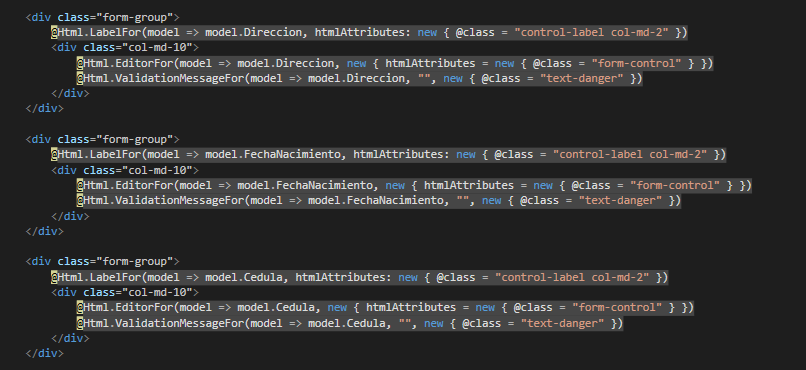 <div class="form-group">
@Html.LabelFor(model => model.Direccion, htmlAttributes: new { @class = "control-label col-md-2" })
<div class="col-md-10">
@Html.EditorFor(model => model.Direccion, new { htmlAttributes = new { @class = "form-control" } })
@Html.ValidationMessageFor(model => model.Direccion, "", new { @class = "text-danger" })
</div>
</div>
<div class="form-group">
@Html.LabelFor(model => model.FechaNacimiento, htmlAttributes: new { @class = "control-label col-md-2" })
<div class="col-md-10">
@Html.EditorFor(model => model.FechaNacimiento, new { htmlAttributes = new { @class = "form-control" } })
@Html.ValidationMessageFor(model => model.FechaNacimiento, "", new { @class = "text-danger" })
</div>
</div>
<div class="form-group">
@Html.LabelFor(model => model.Cedula, htmlAttributes: new { @class = "control-label col-md-2" })
<div class="col-md-10">
@Html.EditorFor(model => model.Cedula, new { htmlAttributes = new { @class = "form-control" } })
@Html.ValidationMessageFor(model => model.Cedula, "", new { @class = "text-danger" })
</div>
</div>